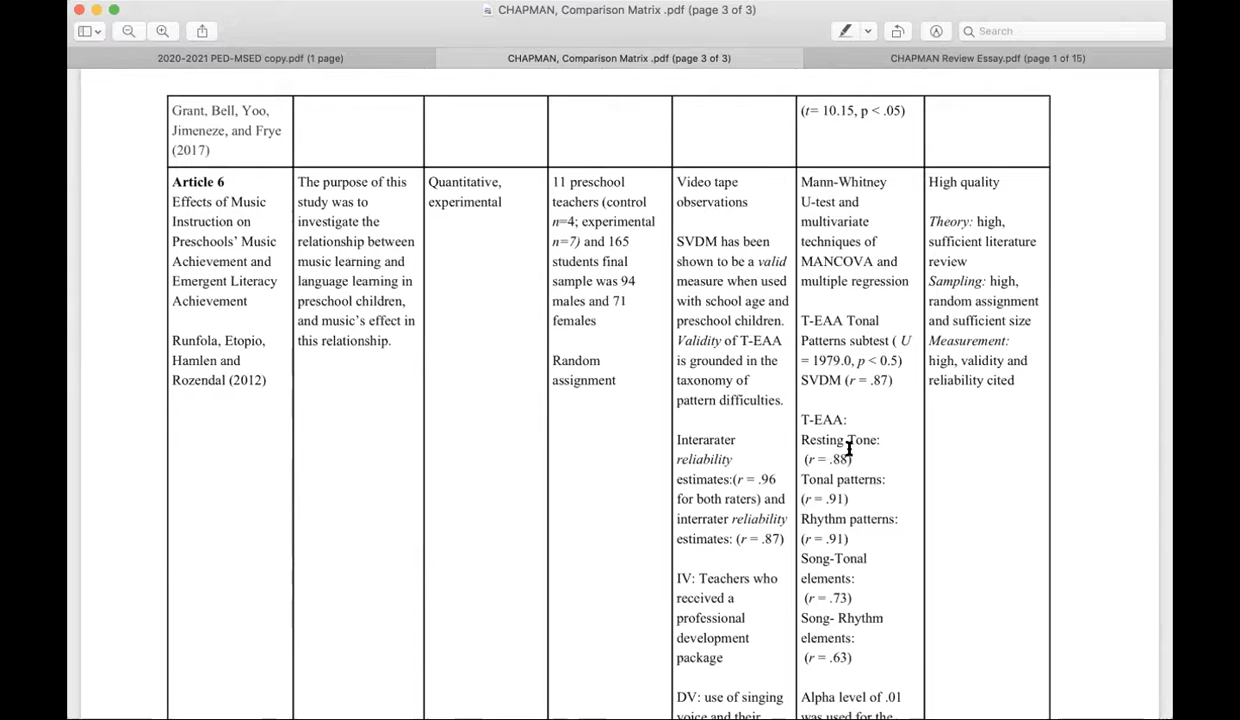 CHAPMAN, Comparison Matrix .pdf (page 3 of 3)
Search
2020-2021 PED-MSED copy.pdf (1 page)
CHAPMAN, Comparison Matrix .pdf (page 3 of 3)
CHAPMAN Review Essay.pdf (page 1 of 15)
Grant, Bell, Yoo,
Jimeneze, and Frye
(2017)
(t= 10.15, p < .05)
Article 6
Effects of Music
Instruction on
Preschools’ Music
Achievement and
Emergent Literacy
Achievement
Runfola, Etopio,
Hamlen and
Rozendal (2012)
The purpose of this
study was to
investigate the
relationship between
music learning and
language learning in
preschool children,
and music’s effect in
this relationship.
Quantitative,
experimental
11 preschool
teachers (control
n=4; experimental
n=7) and 165
students final
sample was 94
males and 71
females
Random
assignment
Video tape
observations
SVDM has been
shown to be a valid
measure when used
with school age and
preschool children.
Validity of T-EAA
is grounded in the
taxonomy of
pattern difficulties.
Interarater
reliability
estimates:(r = .96
for both raters) and
interrater reliability
estimates: (r = .87)
IV: Teachers who
received a
professional
development
package
DV: use of singing
voice and their
Mann-Whitney
U-test and
multivariate
techniques of
MANCOVA and
multiple regression
T-EAA Tonal
Patterns subtest ( U
= 1979.0, p < 0.5)
SVDM (r = .87)
T-EAA:
Resting Tone:
(r = .88)
Tonal patterns:
(r = .91)
Rhythm patterns:
(r = .91)
Song-Tonal
elements:
(r = .73)
Song- Rhythm
elements:
(r = .63)
Alpha level of .01
was used for the
High quality
Theory: high,
sufficient literature
review
Sampling: high,
random assignment
and sufficient size
Measurement:
high, validity and
reliability cited